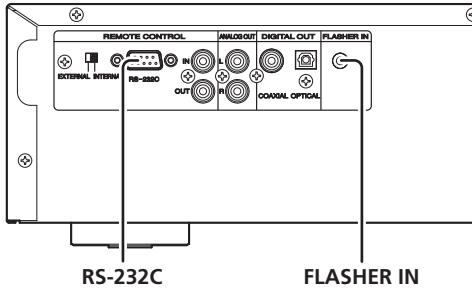 REMOTE CONTROL ANALOG OUT DIGITAL OUT FLASHER IN
IN L
EXTERNAL INTERNAL RS-232C
OUT R COAXIAL OPTICAL
RS-232C FLASHER IN